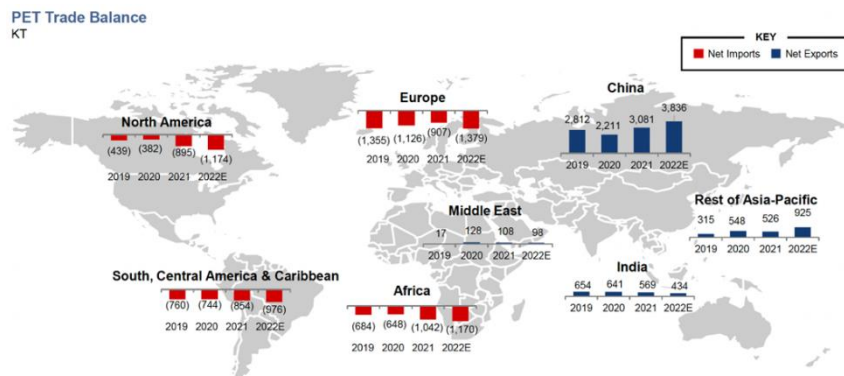 PET Trade Balance
KT
KEY
Net Imports Net Exports
North America
(439) (382) (895) (1,174)
2019 2020 2021 2022E
Europe
(1,355) (1,126) (907) (1,379)
2019 2020 2021 2022E
China
2,812 2,211 3,081 3,836
2019 2020 2021 2022E
Middle East
17 128 108 98
2019 2020 2021 2022E
Rest of Asia-Pacific
315 548 526 925
2019 2020 2021 2022E
South, Central America & Caribbean
(760) (744) (854) (976)
2019 2020 2021 2022E
Africa
(684) (648) (1,042) (1,170)
2019 2020 2021 2022E
India
654 641 569 434
2019 2020 2021 2022E